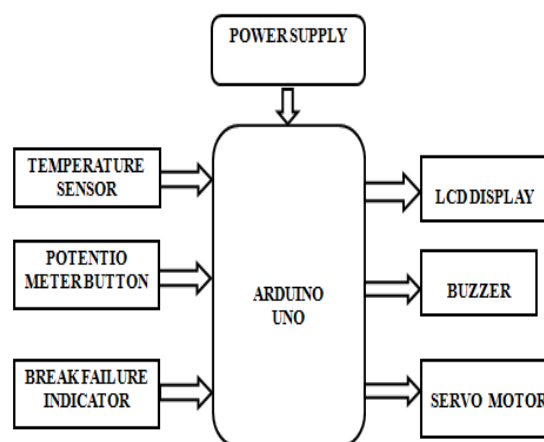 POWER SUPPLY
TEMPERATURE
SENSOR
POTENTIO
METER BUTTON
BREAK FAILURE
INDICATOR
ARDUINO
UNO
LCD DISPLAY
BUZZER
SERVO MOTOR